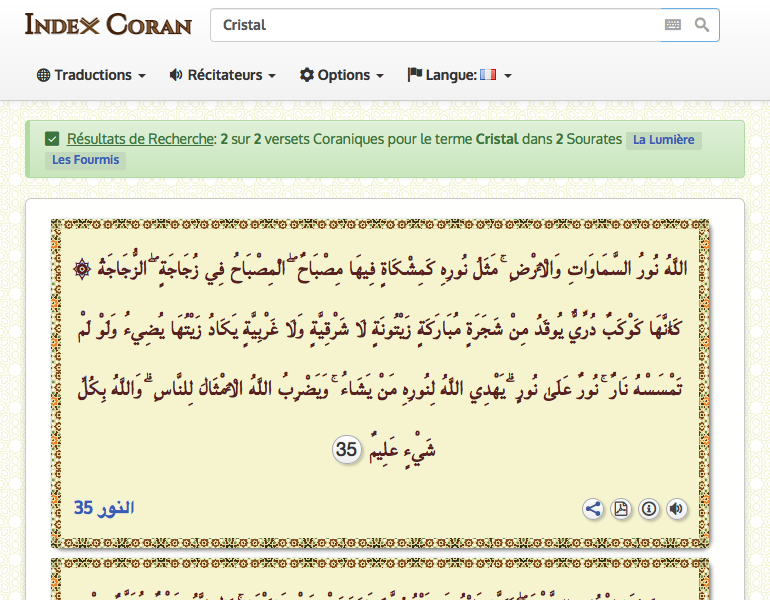 INDEX CORAN
Cristal
Traductions
Récitateurs
Options
Langue:
Résultats de Recherche: 2 sur 2 versets Coraniques pour le terme Cristal dans 2 Sourates La Lumière
Les Fourmis
اللَّهُ نُورُ السَّمَاوَاتِ وَالْأَرْضِ ۚ مَثَلُ نُورِهِ كَمِشْكَاةٍ فِيهَا مِصْبَاحٌ ۖ الْمِصْبَاحُ فِي زُجَاجَةٍ ۖ الزُّجَاجَةُ ۞
كَأَنَّهَا كَوْكَبٌ دُرِّيٌّ يُوقَدُ مِنْ شَجَرَةٍ مُبَارَكَةٍ زَيْتُونَةٍ لَا شَرْقِيَّةٍ وَلَا غَرْبِيَّةٍ يَكَادُ زَيْتُهَا يُضِيءُ وَلَوْ لَمْ
تَمْسَسْهُ نَارٌ ۚ نُورٌ عَلَىٰ نُورٍ ۗ يَهْدِي اللَّهُ لِنُورِهِ مَنْ يَشَاءُ ۚ وَيَضْرِبُ اللَّهُ الْأَمْثَالَ لِلنَّاسِ ۗ وَاللَّهُ بِكُلِّ
شَيْءٍ عَلِيمٌ 35
النور 35